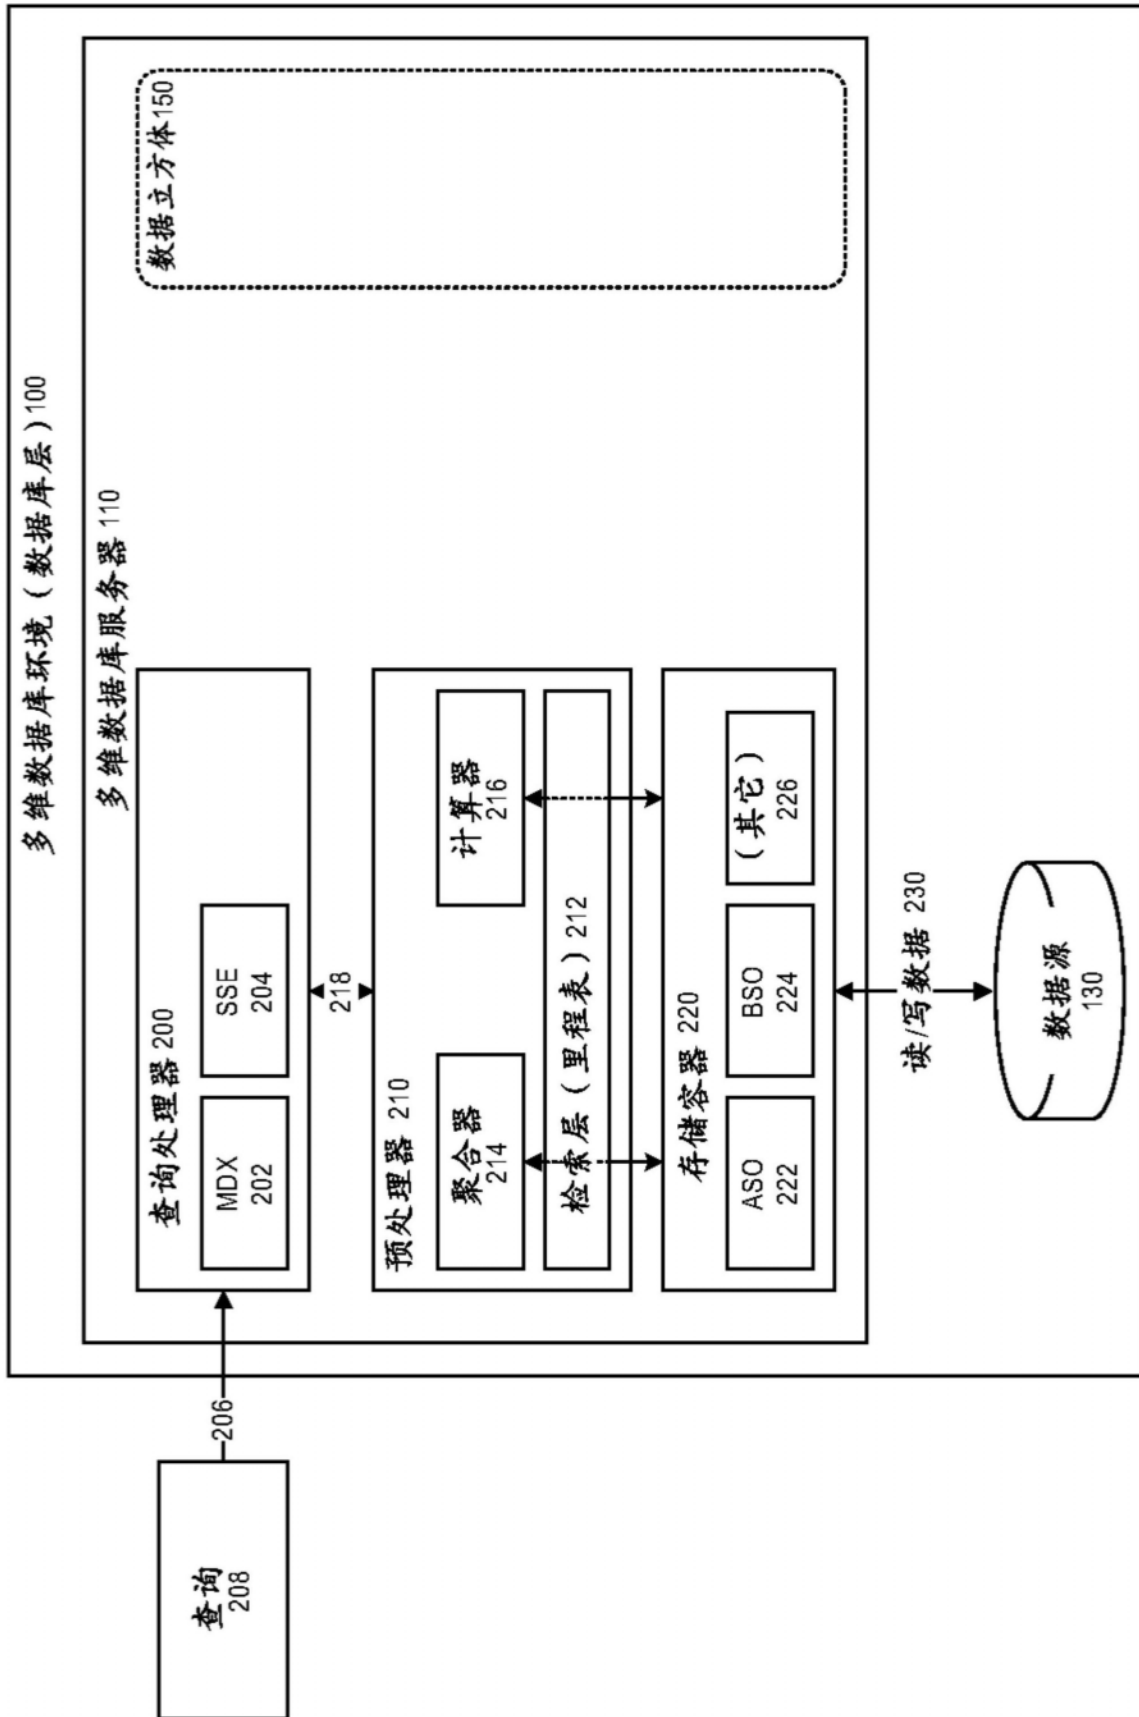 多维数据库环境（数据库层）100
多维数据库服务器 110
数据立方体150
查询处理器 200
MDX
202
SSE
204
查询
208
206
218
预处理器 210
聚合器
214
计算器
216
检索层（里程表）212
存储容器 220
ASO
222
BSO
224
（其它）
226
读/写数据 230
数据源
130